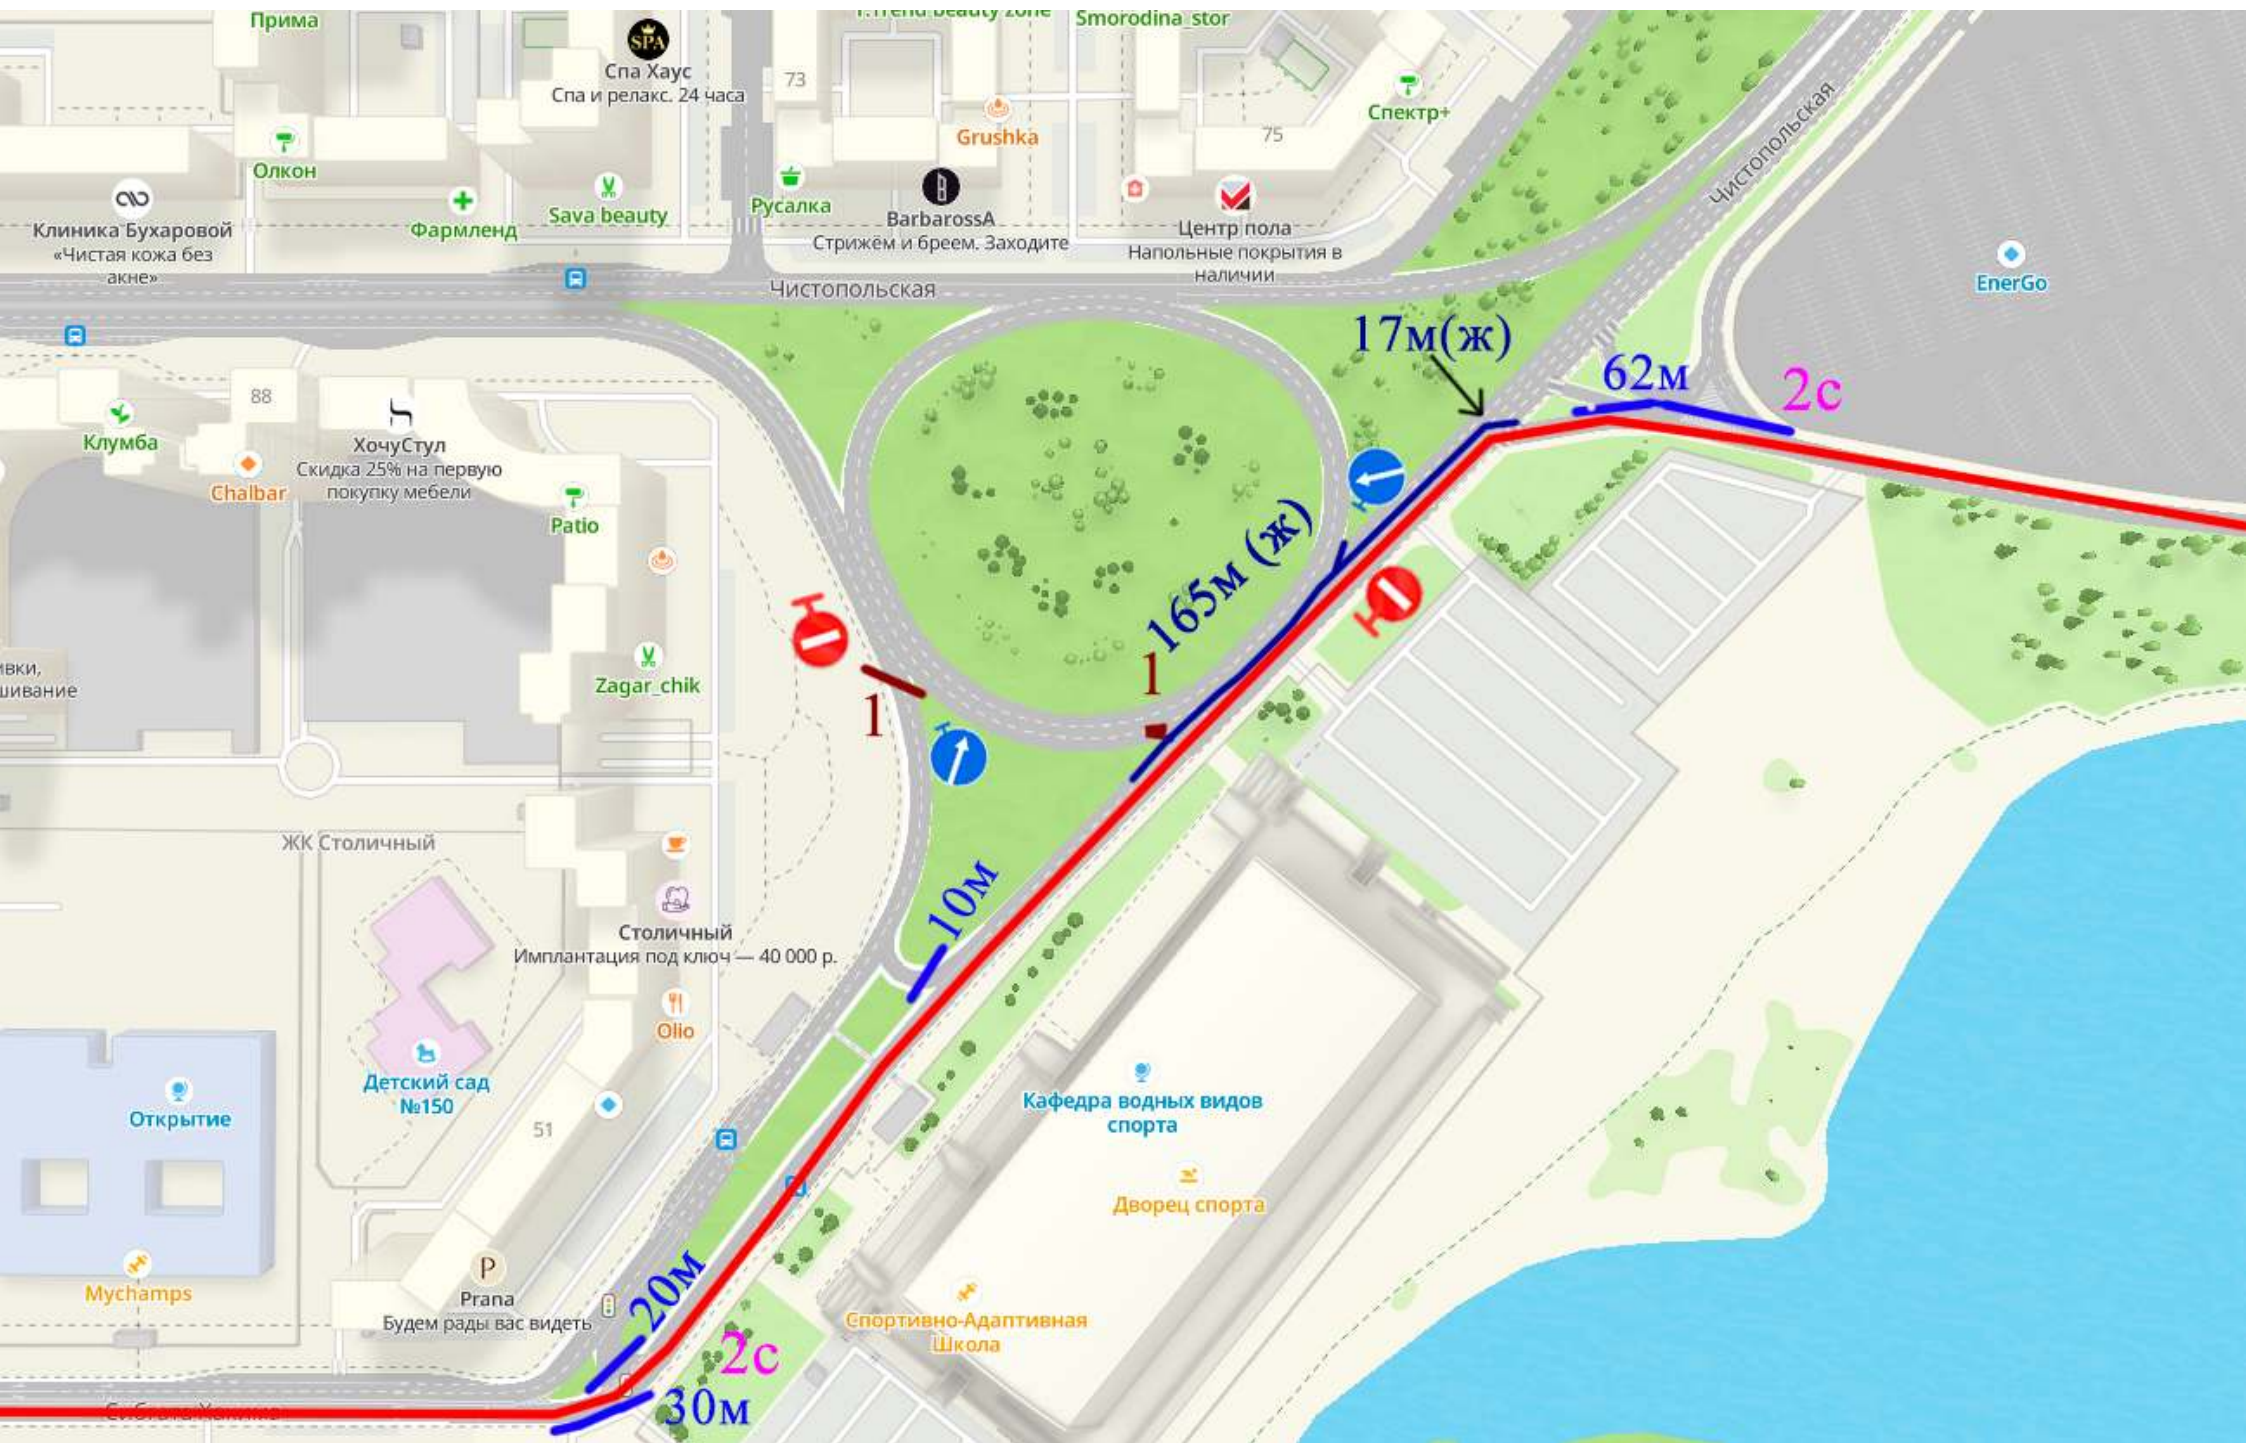 Прима
Smorodina_stor
SPA
Спа Хаус
Спа и релакс. 24 часа
73
Grushka
75
Спектр+
Чистопольская
Олкон
Клиника Бухаровой
«Чистая кожа без
акне»
Фармленд
Sava beauty
Русалка
BarbarossA
Стрижём и бреем. Заходите
Центр пола
Напольные покрытия в
наличии
EnerGo
Чистопольская
17м(ж)
62м
2с
88
Клумба
ХочуСтул
Скидка 25% на первую
покупку мебели
Chalbar
Patio
165м (ж)
Zagar_chik
шивание
1
1
ЖК Столичный
10м
Столичный
Имплантация под ключ — 40 000 р.
Olio
Детский сад
№150
Открытие
51
Кафедра водных видов
спорта
Дворец спорта
Mychamps
P
Prana
Будем рады вас видеть
20м
Спортивно-Адаптивная
Школа
2с
30м